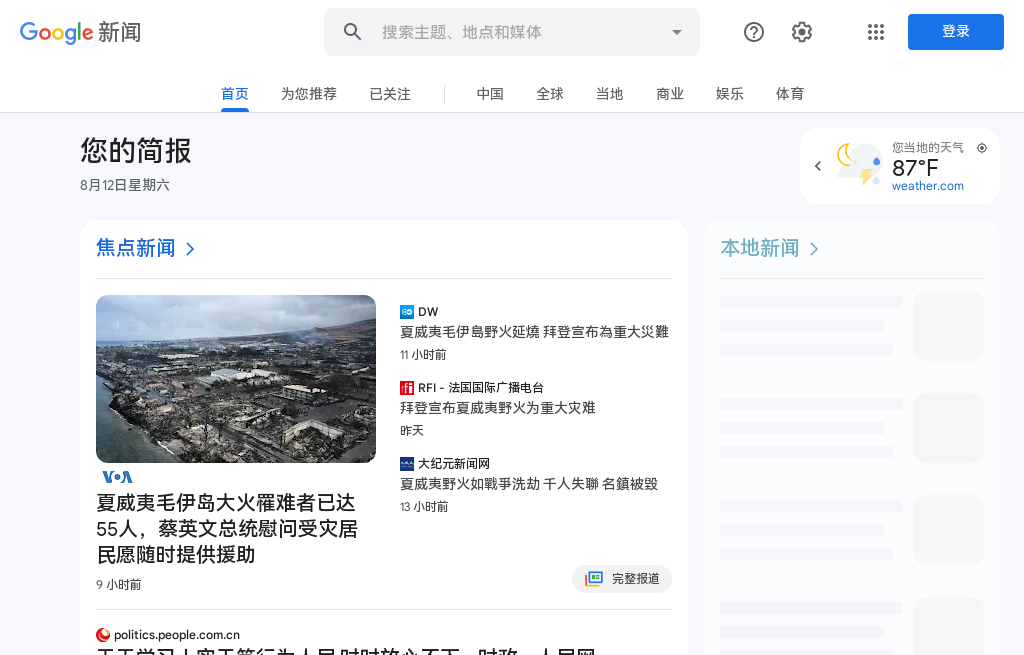 Google 新闻
搜索主题、地点和媒体
登录
首页
为您推荐
已关注
中国
全球
当地
商业
娱乐
体育
您的简报
8月12日星期六
您当地的天气
87°F
weather.com
焦点新闻
本地新闻
VOA
夏威夷毛伊岛大火罹难者已达
55人，蔡英文总统慰问受灾居
民愿随时提供援助
9 小时前
DW
夏威夷毛伊島野火延燒 拜登宣布為重大災難
11 小时前
RFI - 法国国际广播电台
拜登宣布夏威夷野火为重大灾难
昨天
大纪元新闻网
夏威夷野火如戰爭洗劫 千人失聯 名鎮被毀
13 小时前
完整报道
politics.people.com.cn